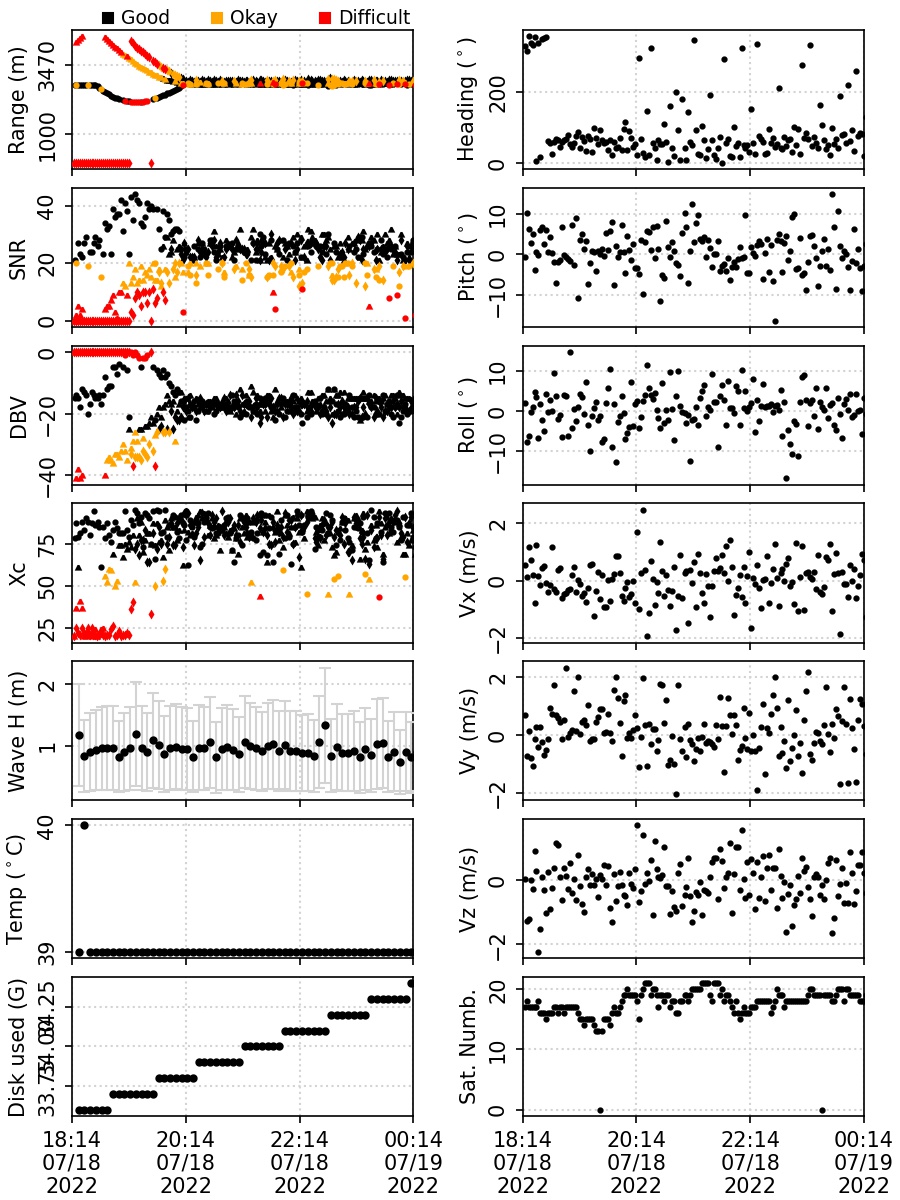 Good Okay Difficult
Range (m)
3470
1000
Heading (°)
200
0
SNR
40
20
0
Pitch (°)
10
0
−10
DBV
0
−20
−40
Roll (°)
10
0
−10
Xc
75
50
25
Vx (m/s)
2
0
−2
Wave H (m)
2
1
Vy (m/s)
2
0
−2
Temp (°C)
40
39
Vz (m/s)
0
−2
Disk used (G)
34.25
34.00
33.75
Sat. Numb.
20
10
0
18:14 20:14 22:14 00:14
07/18 07/18 07/18 07/19
2022 2022 2022 2022
18:14 20:14 22:14 00:14
07/18 07/18 07/18 07/19
2022 2022 2022 2022